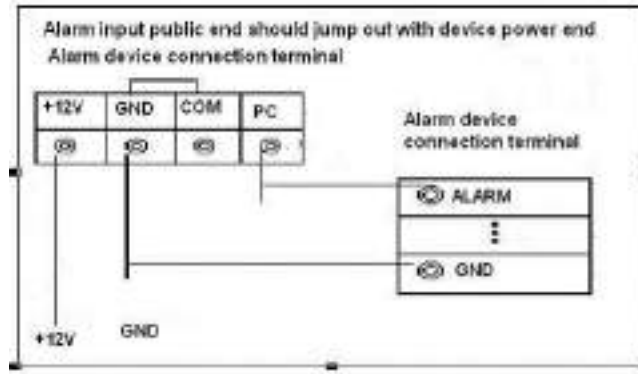 Alarm input public end should jump out with device power end
Alarm device connection terminal
+12V GND COM PC
Alarm device
connection terminal
ALARM
GND
+12V GND